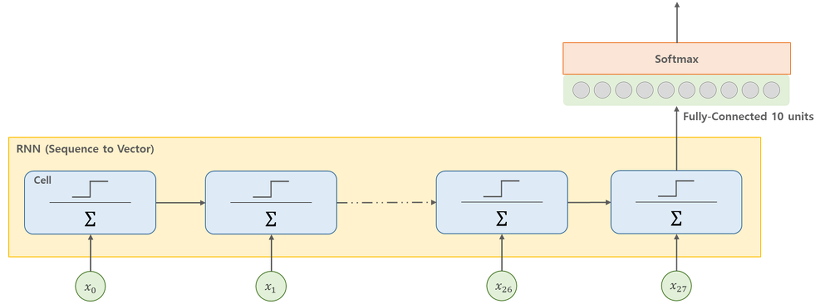 Softmax
Fully-Connected 10 units
RNN (Sequence to Vector)
Cell
Σ
Σ
Σ
Σ
x₀
x₁
x₂₆
x₂₇